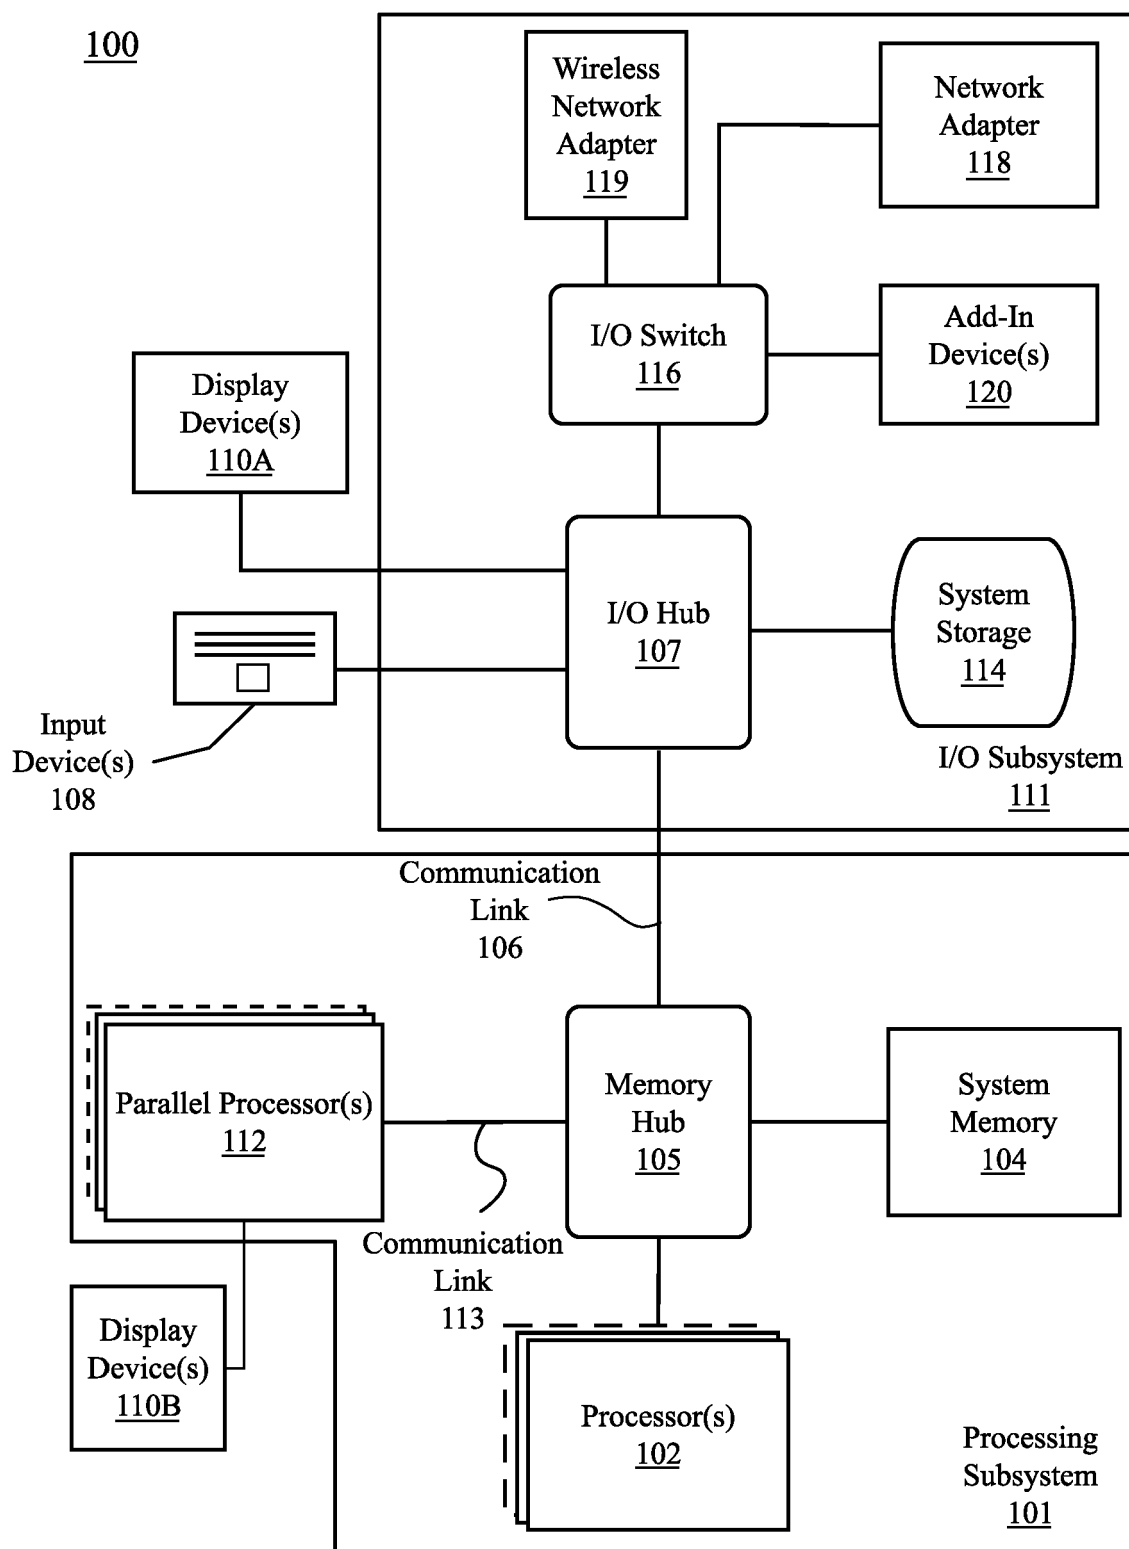 100
Wireless
Network
Adapter
119
Network
Adapter
118
I/O Switch
116
Add-In
Device(s)
120
Display
Device(s)
110A
I/O Hub
107
System
Storage
114
Input
Device(s)
108
I/O Subsystem
111
Communication
Link
106
Parallel Processor(s)
112
Memory
Hub
105
System
Memory
104
Communication
Link
113
Display
Device(s)
110B
Processor(s)
102
Processing
Subsystem
101